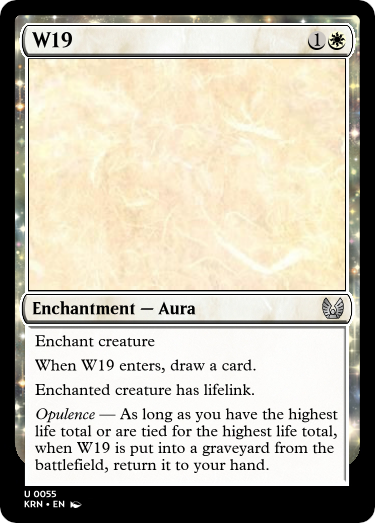 W19
1
Enchantment — Aura
Enchant creature
When W19 enters, draw a card.
Enchanted creature has lifelink.
Opulence — As long as you have the highest
life total or are tied for the highest life total,
when W19 is put into a graveyard from the
battlefield, return it to your hand.
U 0055
KRN • EN